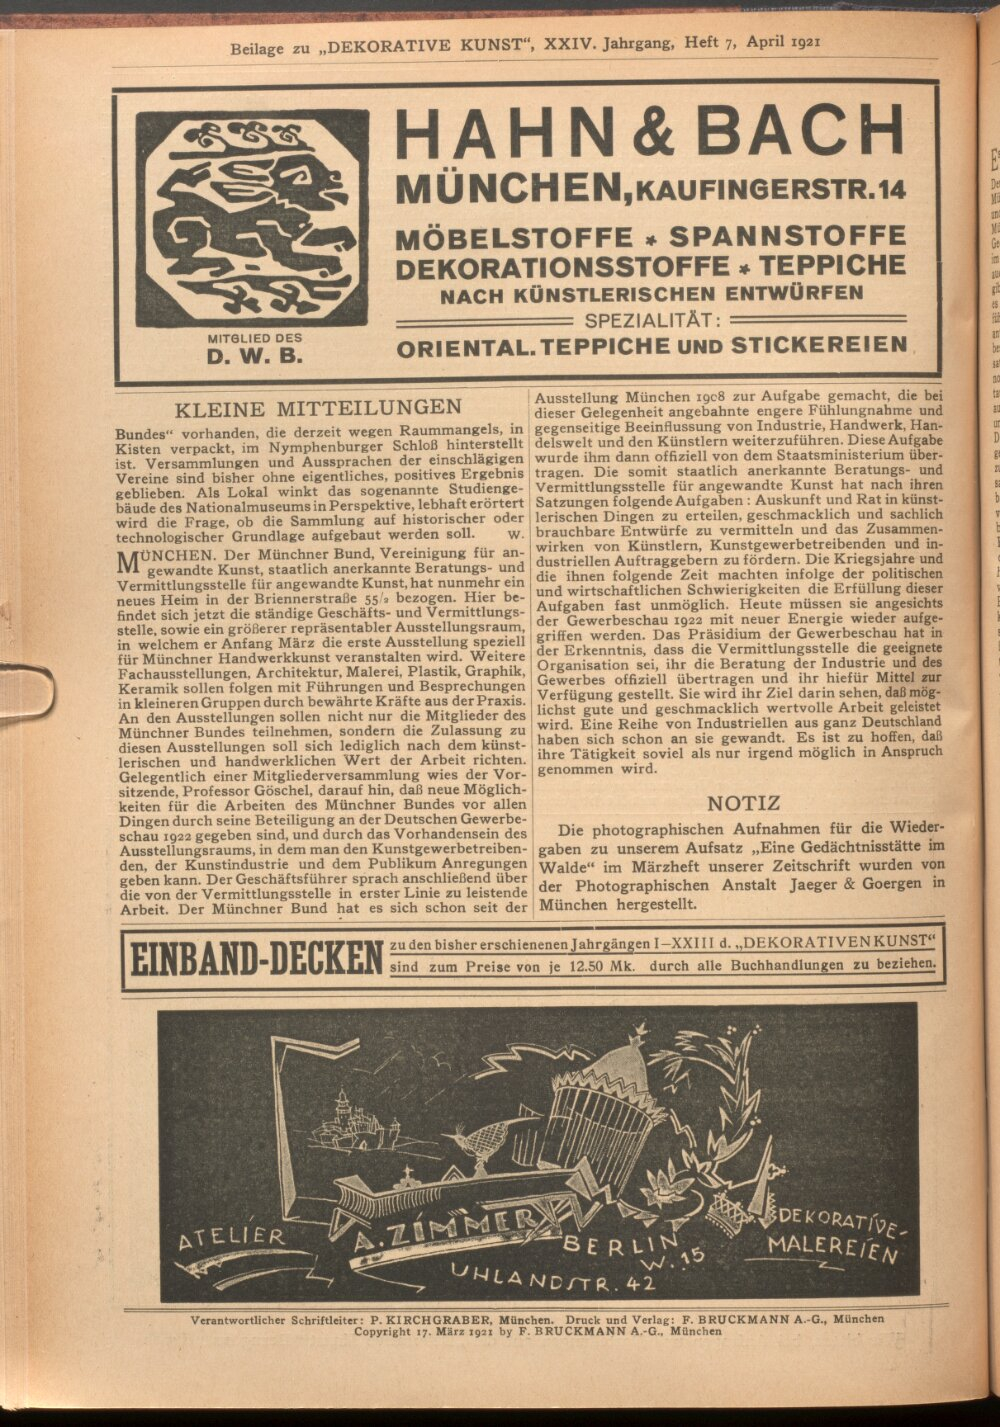 Beilage zu „DEKORATIVE KUNST“, XXIV. Jahrgang, Heft 7, April 1921
HAHN & BACH
MÜNCHEN, KAUFINGERSTR. 14
MÖBELSTOFFE * SPANNSTOFFE
DEKORATIONSSTOFFE * TEPPICHE
NACH KÜNSTLERISCHEN ENTWÜRFEN
SPEZIALITÄT:
ORIENTAL. TEPPICHE UND STICKEREIEN
MITGLIED DES
D. W. B.
KLEINE MITTEILUNGEN
Bundes“ vorhanden, die derzeit wegen Raummangels, in
Kisten verpackt, im Nymphenburger Schloß hinterstellt
ist. Versammlungen und Aussprachen der einschlägigen
Vereine sind bisher ohne eigentliches, positives Ergebnis
geblieben. Als Lokal winkt das sogenannte Studienge-
bäude des Nationalmuseums in Perspektive, lebhaft erörtert
wird die Frage, ob die Sammlung auf historischer oder
technologischer Grundlage aufgebaut werden soll. W.
MÜNCHEN. Der Münchner Bund, Vereinigung für an-
gewandte Kunst, staatlich anerkannte Beratungs- und
Vermittlungsstelle für angewandte Kunst, hat nunmehr ein
neues Heim in der Briennerstraße 55/2 bezogen. Hier be-
findet sich jetzt die ständige Geschäfts- und Vermittlungs-
stelle, sowie ein größerer repräsentabler Ausstellungsraum,
in welchem er Anfang März die erste Ausstellung speziell
für Münchner Handwerkkunst veranstalten wird. Weitere
Fachausstellungen, Architektur, Malerei, Plastik, Graphik,
Keramik sollen folgen mit Führungen und Besprechungen
in kleineren Gruppen durch bewährte Kräfte aus der Praxis.
An den Ausstellungen sollen nicht nur die Mitglieder des
Münchner Bundes teilnehmen, sondern die Zulassung zu
diesen Ausstellungen soll sich lediglich nach dem künst-
lerischen und handwerklichen Wert der Arbeit richten.
Gelegentlich einer Mitgliederversammlung wies der Vor-
sitzende, Professor Göschel, darauf hin, daß neue Möglich-
keiten für die Arbeiten des Münchner Bundes vor allen
Dingen durch seine Beteiligung an der Deutschen Gewerbe-
schau 1922 gegeben sind, und durch das Vorhandensein des
Ausstellungsraums, in dem man den Kunstgewerbetreiben-
den, der Kunstindustrie und dem Publikum Anregungen
geben kann. Der Geschäftsführer sprach anschließend über
die von der Vermittlungsstelle in erster Linie zu leistende
Arbeit. Der Münchner Bund hat es sich schon seit der
Ausstellung München 1908 zur Aufgabe gemacht, die bei
dieser Gelegenheit angebahnte engere Fühlungnahme und
gegenseitige Beeinflussung von Industrie, Handwerk, Han-
delswelt und den Künstlern weiterzuführen. Diese Aufgabe
wurde ihm dann offiziell von dem Staatsministerium über-
tragen. Die somit staatlich anerkannte Beratungs- und
Vermittlungsstelle für angewandte Kunst hat nach ihren
Satzungen folgende Aufgaben: Auskunft und Rat in künst-
lerischen Dingen zu erteilen, geschmacklich und sachlich
brauchbare Entwürfe zu vermitteln und das Zusammen-
wirken von Künstlern, Kunstgewerbetreibenden und in-
dustriellen Auftraggebern zu fördern. Die Kriegsjahre und
die ihnen folgende Zeit machten infolge der politischen
und wirtschaftlichen Schwierigkeiten die Erfüllung dieser
Aufgaben fast unmöglich. Heute müssen sie angesichts
der Gewerbeschau 1922 mit neuer Energie wieder aufge-
griffen werden. Das Präsidium der Gewerbeschau hat in
der Erkenntnis, dass die Vermittlungsstelle die geeignete
Organisation sei, ihr die Beratung der Industrie und des
Gewerbes offiziell übertragen und ihr hiefür Mittel zur
Verfügung gestellt. Sie wird ihr Ziel darin sehen, daß mög-
lichst gute und geschmacklich wertvolle Arbeit geleistet
wird. Eine Reihe von Industriellen aus ganz Deutschland
haben sich schon an sie gewandt. Es ist zu hoffen, daß
ihre Tätigkeit soviel als nur irgend möglich in Anspruch
genommen wird.
NOTIZ
Die photographischen Aufnahmen für die Wieder-
gaben zu unserem Aufsatz „Eine Gedächtnisstätte im
Walde“ im Märzheft unserer Zeitschrift wurden von
der Photographischen Anstalt Jaeger & Goergen in
München hergestellt.
EINBAND-DECKEN
zu den bisher erschienenen Jahrgängen I–XXIII d. „DEKORATIVEN KUNST“
sind zum Preise von je 12.50 Mk. durch alle Buchhandlungen zu beziehen.
ATELIER
A. ZIMMER
BERLIN
W. 15
UHLANDSTR. 42
DEKORATIVE-
MALEREIEN
Verantwortlicher Schriftleiter: P. KIRCHGRABER, München. Druck und Verlag: F. BRUCKMANN A.-G., München
Copyright 17. März 1921 by F. BRUCKMANN A.-G., München